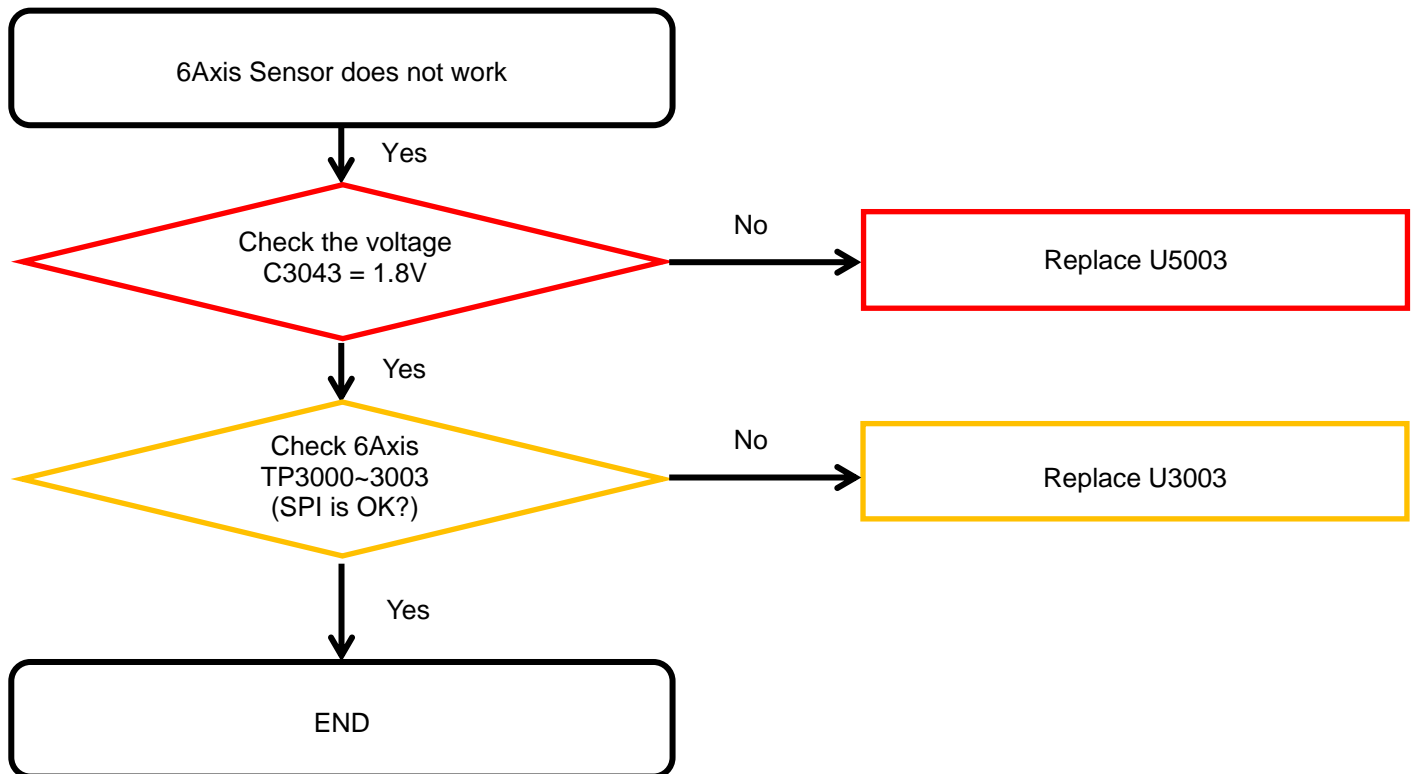 6Axis Sensor does not work
Yes
Check the voltage
C3043 = 1.8V
No
Replace U5003
Yes
Check 6Axis
TP3000~3003
(SPI is OK?)
No
Replace U3003
Yes
END